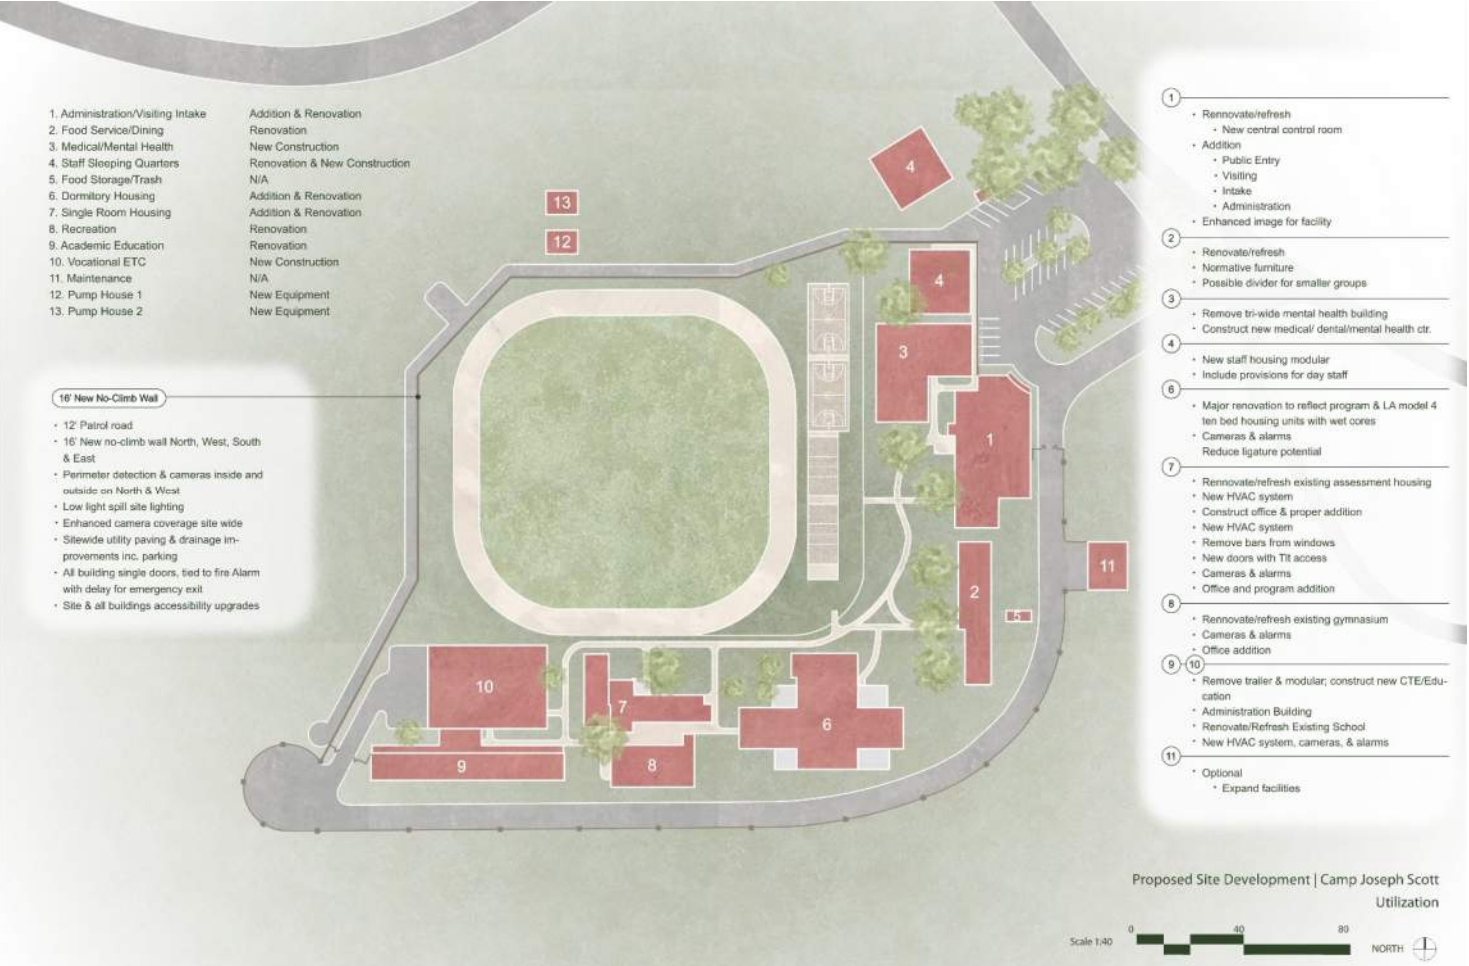 1. Administration/Visiting Intake Addition & Renovation
2. Food Service/Dining Renovation
3. Medical/Mental Health New Construction
4. Staff Sleeping Quarters Renovation & New Construction
5. Food Storage/Trash N/A
6. Dormitory Housing Addition & Renovation
7. Single Room Housing Addition & Renovation
8. Recreation Renovation
9. Academic Education Renovation
10. Vocational ETC New Construction
11. Maintenance N/A
12. Pump House 1 New Equipment
13. Pump House 2 New Equipment
16' New No-Climb Wall
• 12' Patrol road
• 16' New no-climb wall North, West, South
& East
• Perimeter detection & cameras inside and
outside on North & West
• Low light spill site lighting
• Enhanced camera coverage site wide
• Sitewide utility paving & drainage im-
provements inc. parking
• All building single doors, tied to fire Alarm
with delay for emergency exit
• Site & all buildings accessibility upgrades
4
13
12
4
3
1
2
11
5
10
7
6
9
8
1
• Rennovate/refresh
• New central control room
• Addition
• Public Entry
• Visiting
• Intake
• Administration
• Enhanced image for facility
2
• Renovate/refresh
• Normative furniture
• Possible divider for smaller groups
3
• Remove tri-wide mental health building
• Construct new medical/ dental/mental health ctr.
4
• New staff housing modular
• Include provisions for day staff
6
• Major renovation to reflect program & LA model 4
ten bed housing units with wet cores
• Cameras & alarms
Reduce ligature potential
7
• Rennovate/refresh existing assessment housing
• New HVAC system
• Construct office & proper addition
• New HVAC system
• Remove bars from windows
• New doors with Tlt access
• Cameras & alarms
• Office and program addition
8
• Rennovate/refresh existing gymnasium
• Cameras & alarms
• Office addition
9 10
• Remove trailer & modular; construct new CTE/Edu-
cation
• Administration Building
• Renovate/Refresh Existing School
• New HVAC system, cameras, & alarms
11
• Optional
• Expand facilities
Proposed Site Development | Camp Joseph Scott
Utilization
Scale 1:40
0 40 80
NORTH